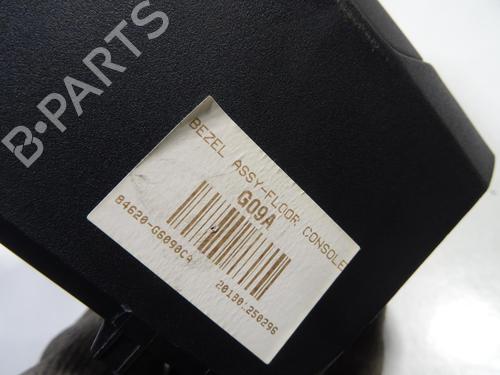 B-PARTS
BEZEL ASSY-FLOOR CONSOLE
G09A
84620-G6090C4
20180.250296